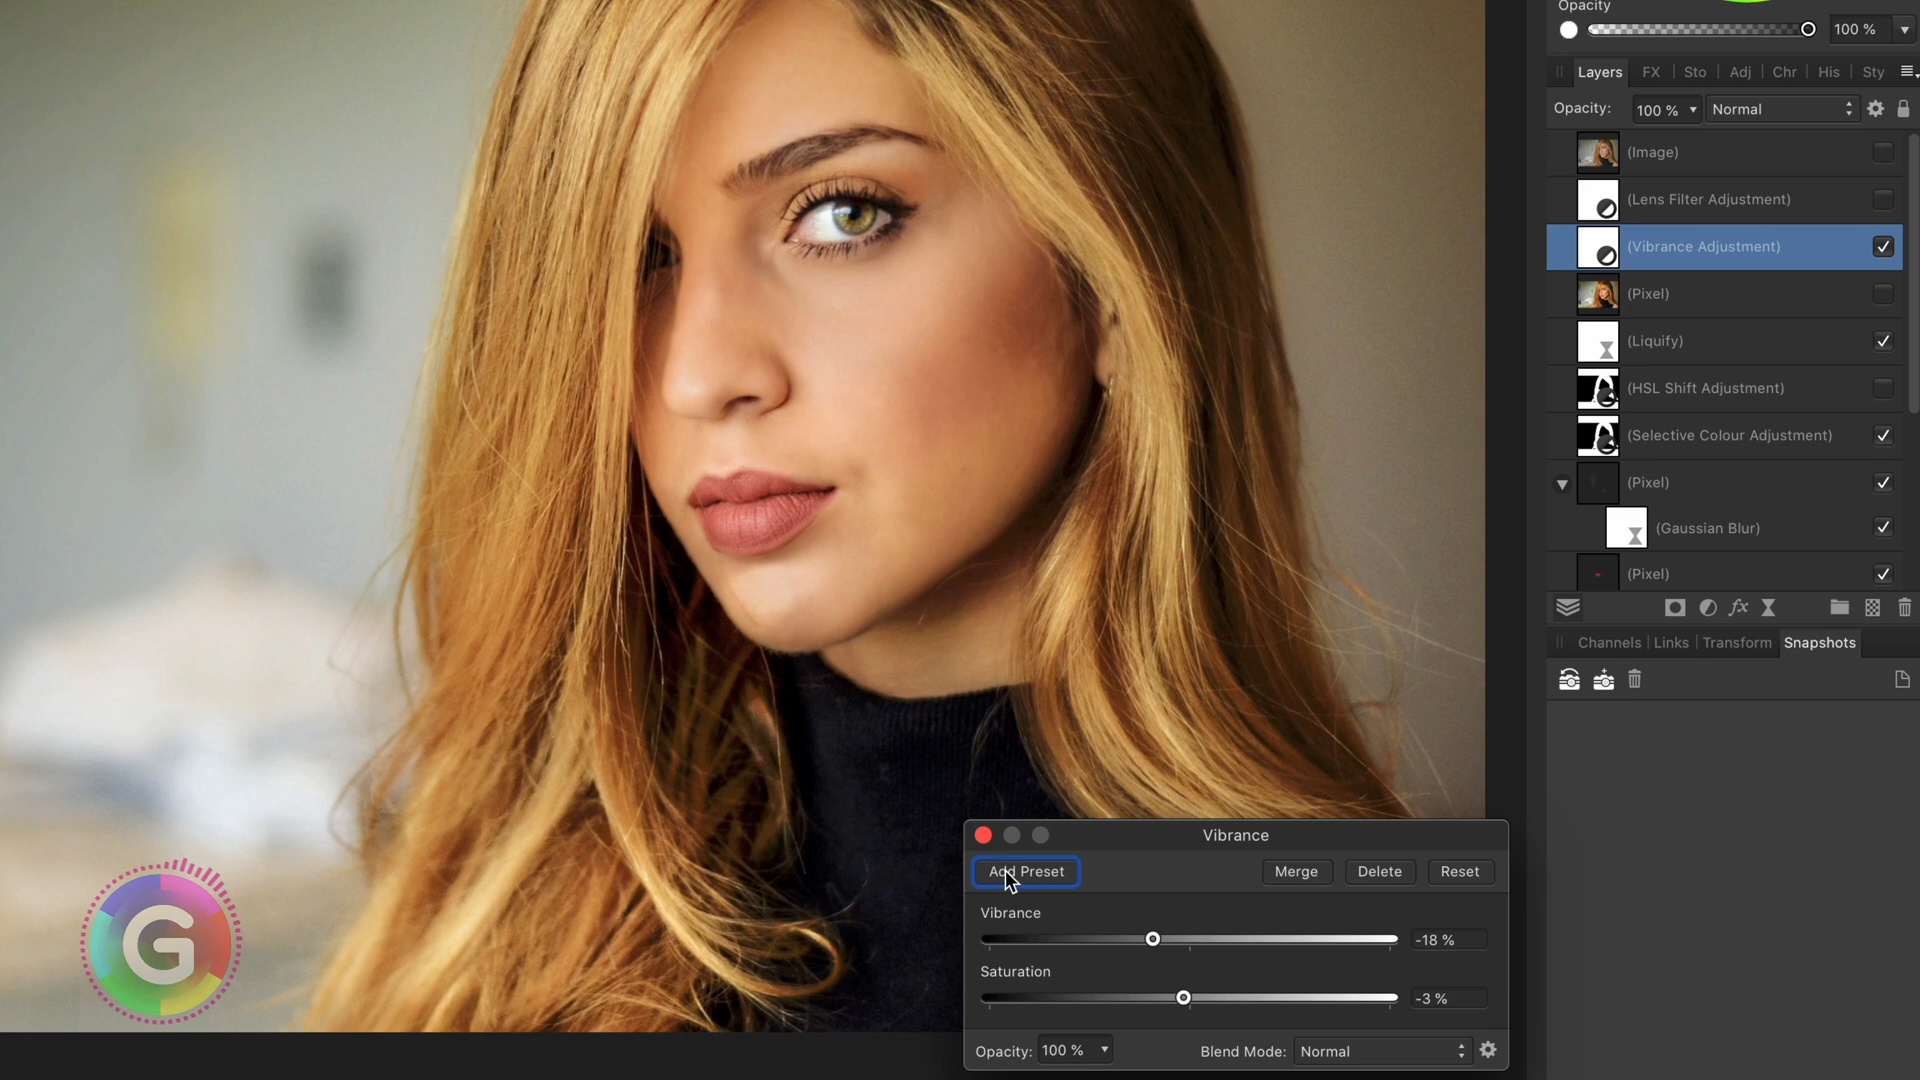 Opacity
100 %
Layers FX Sto Adj Chr His Sty
Opacity: 100 % Normal
(Image)
(Lens Filter Adjustment)
(Vibrance Adjustment)
(Pixel)
(Liquify)
(HSL Shift Adjustment)
(Selective Colour Adjustment)
(Pixel)
(Gaussian Blur)
(Pixel)
fx
Channels Links Transform Snapshots
G
Vibrance
Add Preset Merge Delete Reset
Vibrance
-18 %
Saturation
-3 %
Opacity: 100 % Blend Mode: Normal